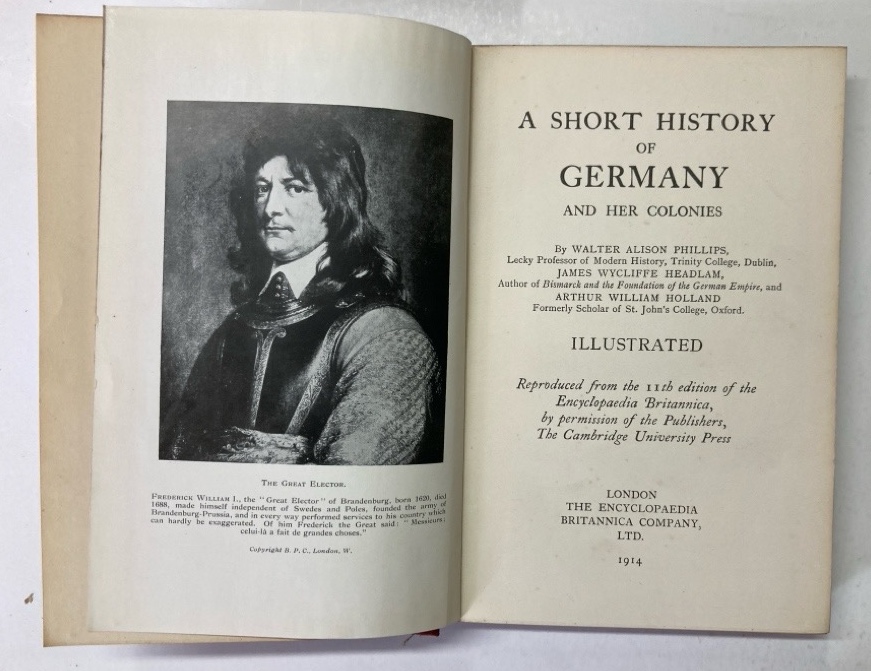 THE GREAT ELECTOR.
FREDERICK WILLIAM I., the "Great Elector" of Brandenburg, born 1620, died
1688, made himself independent of Swedes and Poles, founded the army of
Brandenburg-Prussia, and in every way performed services to his country which
can hardly be exaggerated. Of him Frederick the Great said: "Messieurs;
celui-là a fait de grandes choses."
Copyright B. P. C., London, W.
A SHORT HISTORY
OF
GERMANY
AND HER COLONIES
By WALTER ALISON PHILLIPS,
Lecky Professor of Modern History, Trinity College, Dublin,
JAMES WYCLIFFE HEADLAM,
Author of Bismarck and the Foundation of the German Empire, and
ARTHUR WILLIAM HOLLAND
Formerly Scholar of St. John's College, Oxford.
ILLUSTRATED
Reproduced from the 11th edition of the
Encyclopaedia Britannica,
by permission of the Publishers,
The Cambridge University Press
LONDON
THE ENCYCLOPAEDIA
BRITANNICA COMPANY,
LTD.
1914